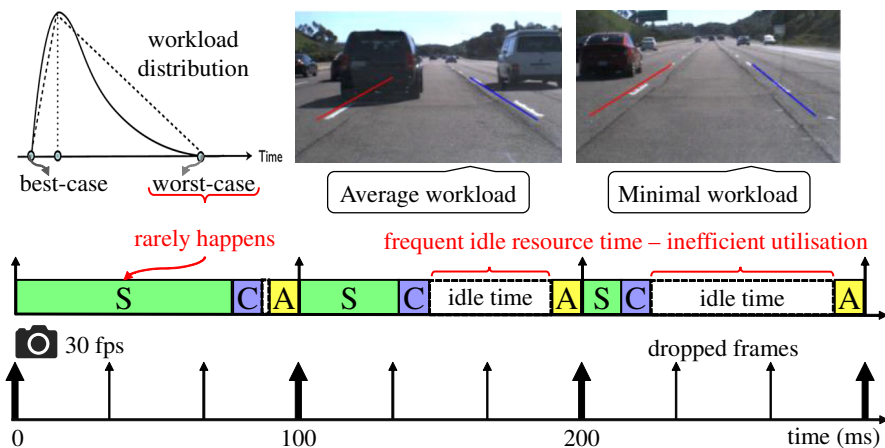 workload
distribution
Time
best-case
worst-case
Average workload
Minimal workload
rarely happens
frequent idle resource time – inefficient utilisation
S C A S C idle time A S C idle time A
30 fps
dropped frames
0 100 200 time (ms)